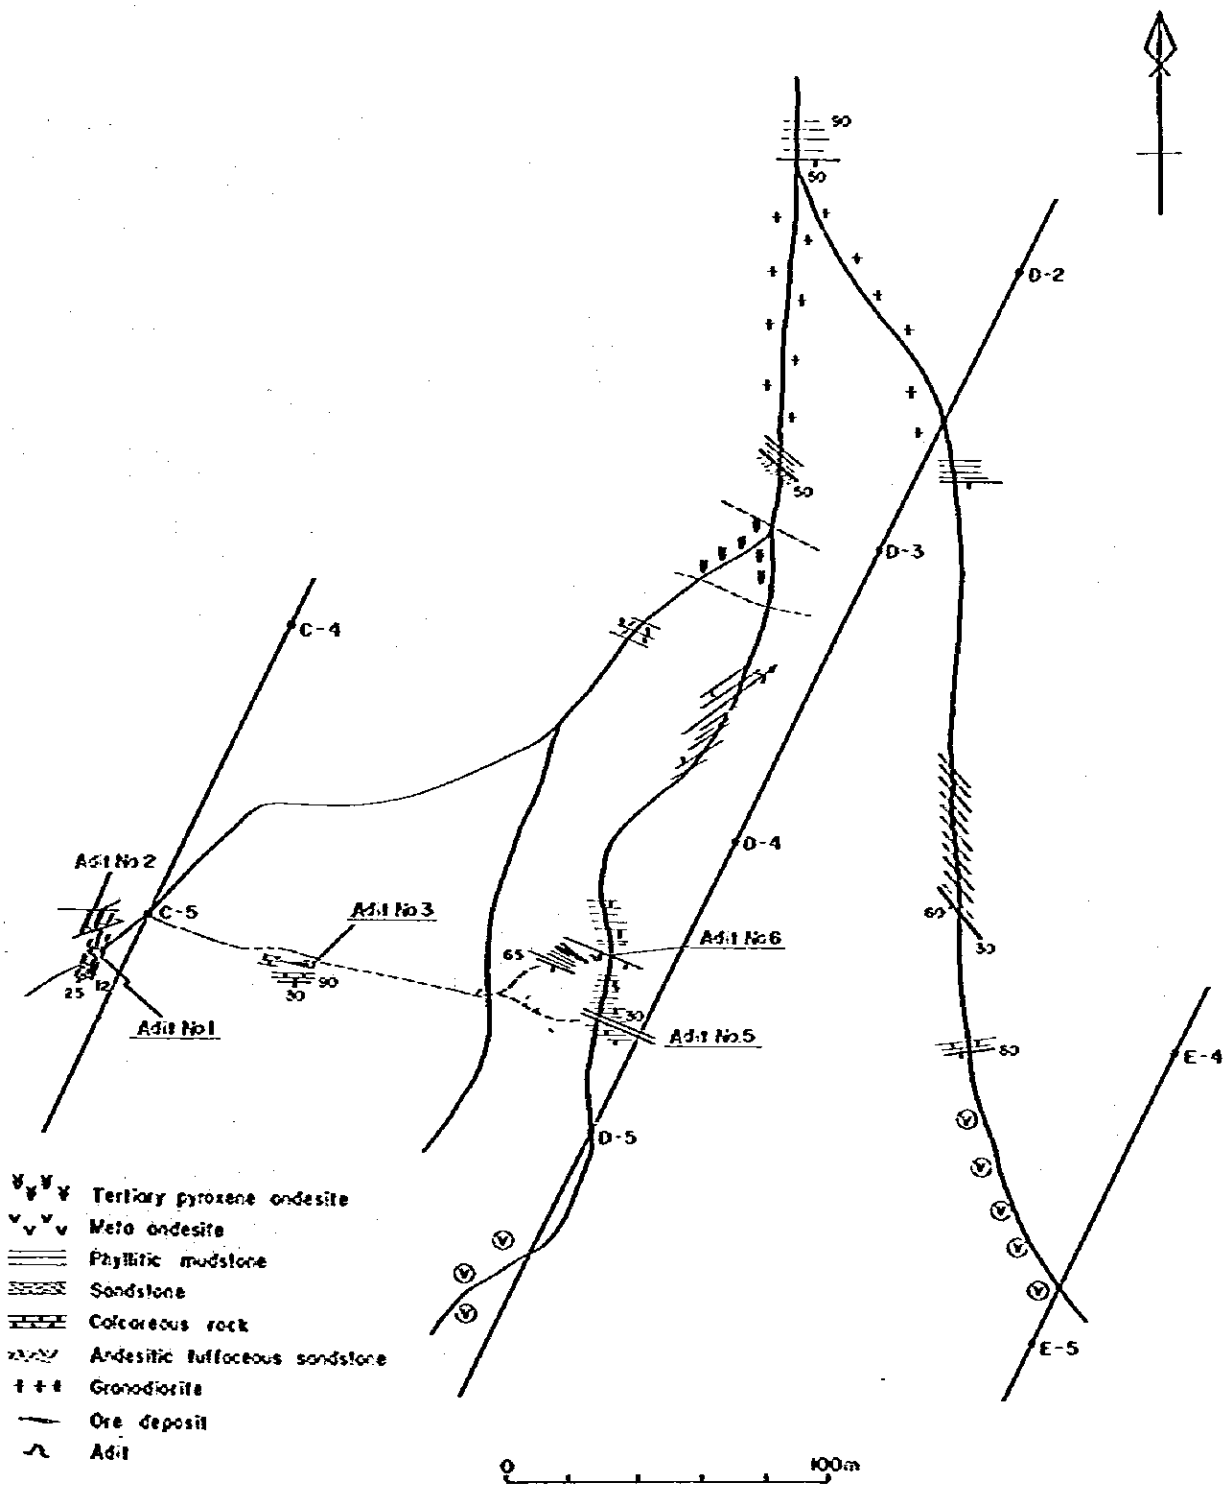 90
50
D-2
50
D-3
C-4
D-4
Adit No 2
C-5
Adit No 3
Adit No 6
60
65
30
90
25
12
30
30
Adit No 1
Adit No 5
60
E-4
D-5
Tertiary pyroxene andesite
Meta andesite
Phyllitic mudstone
Sandstone
Calcareous rock
E-5
Andesitic tuffaceous sandstone
Granodiorite
Ore deposit
Adit
0 100m